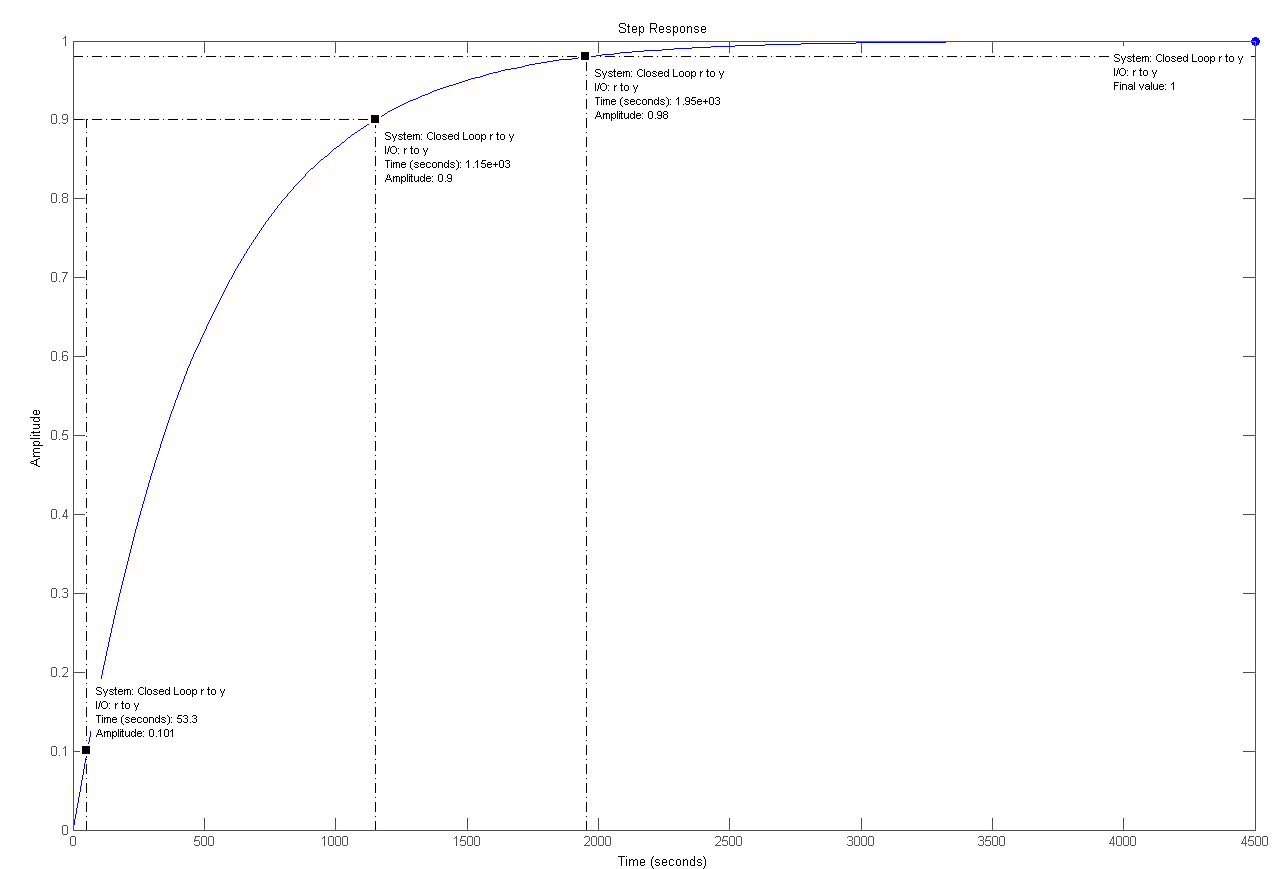 Step Response
1
System: Closed Loop r to y
I/O: r to y
Final value: 1
System: Closed Loop r to y
I/O: r to y
Time (seconds): 1.95e+03
Amplitude: 0.98
0.9
System: Closed Loop r to y
I/O: r to y
Time (seconds): 1.15e+03
Amplitude: 0.9
0.8
0.7
0.6
0.5
Amplitude
0.4
0.3
0.2
System: Closed Loop r to y
I/O: r to y
Time (seconds): 53.3
Amplitude: 0.101
0.1
0
0 500 1000 1500 2000 2500 3000 3500 4000 4500
Time (seconds)